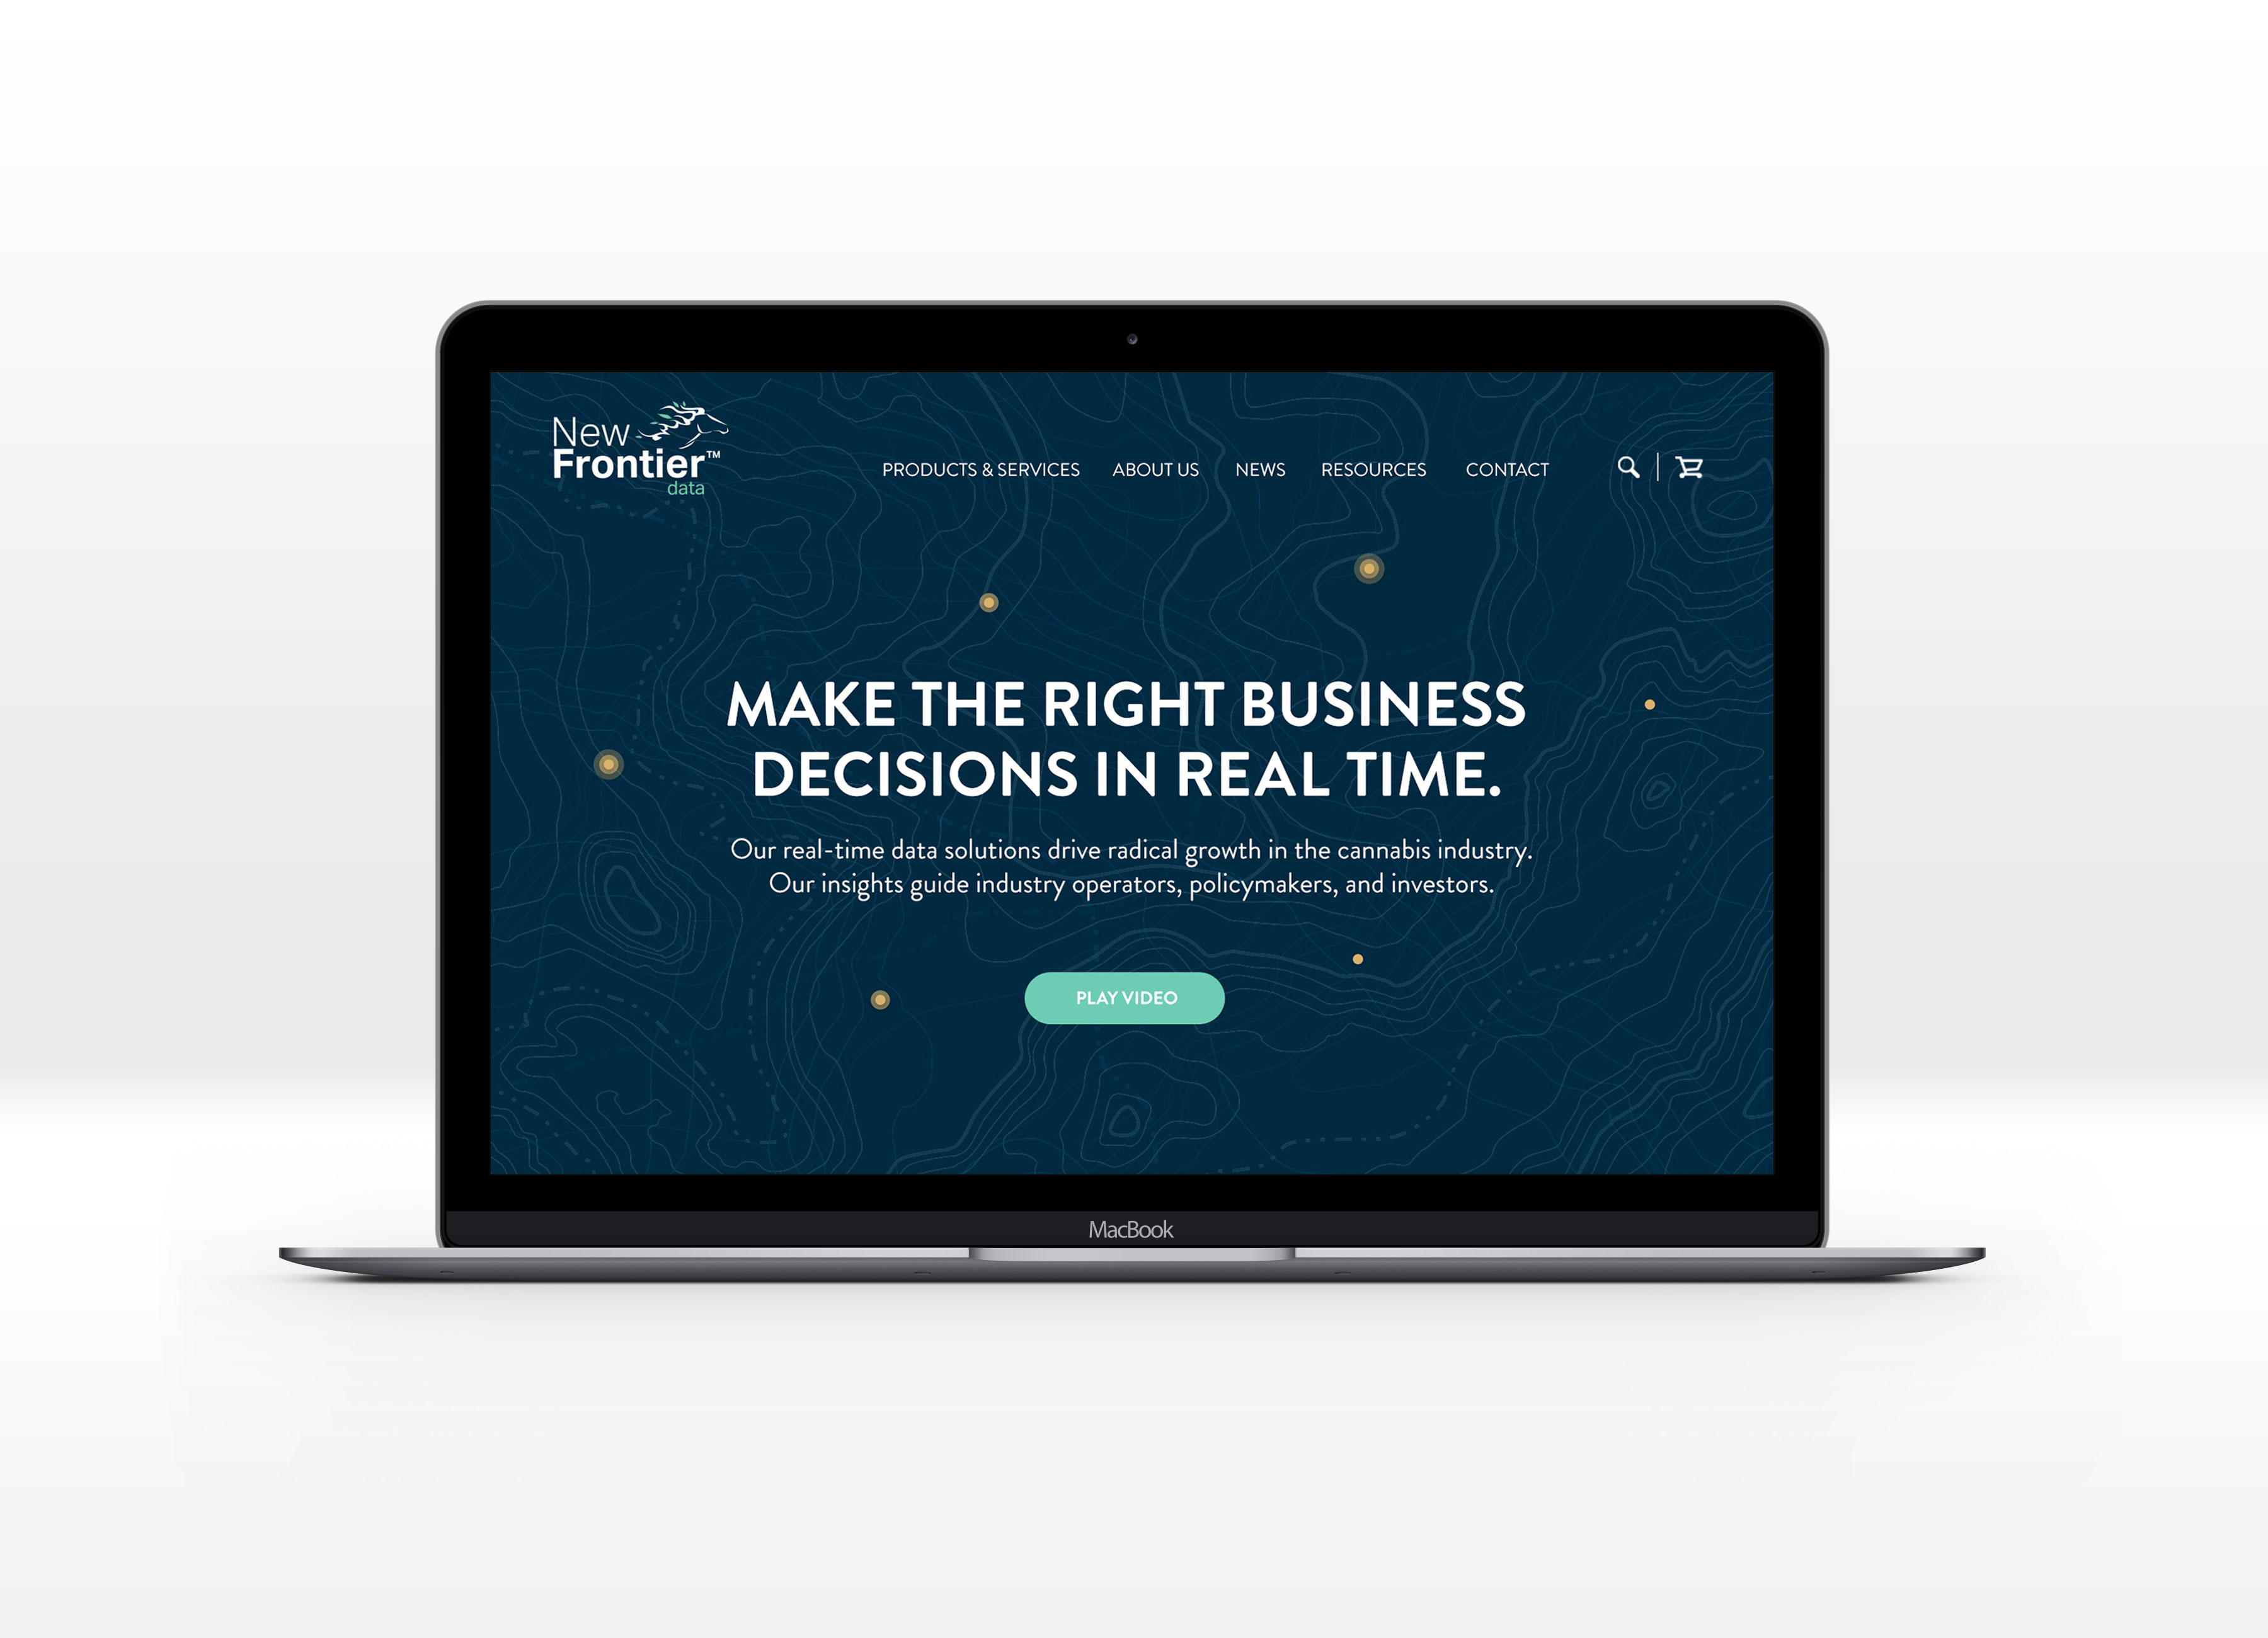 New
Frontier™
data
PRODUCTS & SERVICES ABOUT US NEWS RESOURCES CONTACT
MAKE THE RIGHT BUSINESS
DECISIONS IN REAL TIME.
Our real-time data solutions drive radical growth in the cannabis industry.
Our insights guide industry operators, policymakers, and investors.
PLAY VIDEO
MacBook